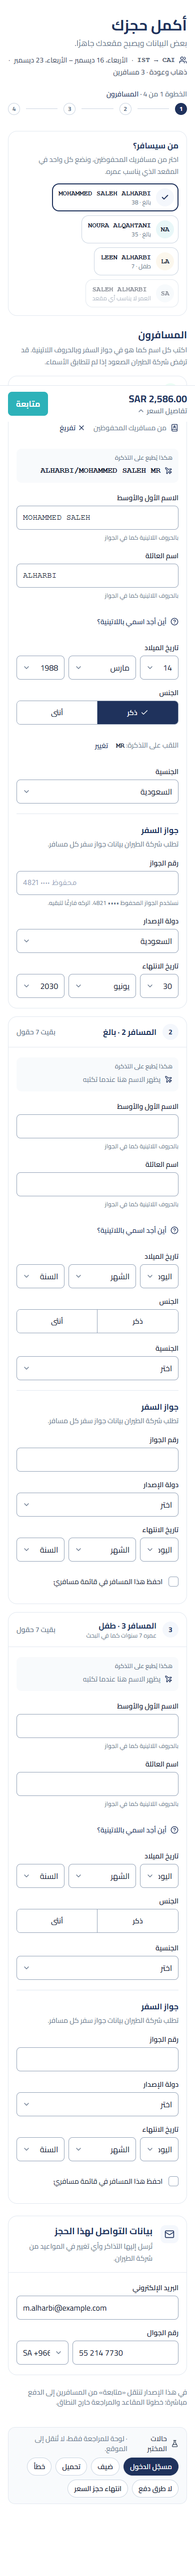 أكمل حجزك
بعض البيانات ويصبح مقعدك جاهزًا.
IST → CAI · الأربعاء، 16 ديسمبر – الأربعاء، 23 ديسمبر ·
ذهاب وعودة · 3 مسافرين
الخطوة 1 من 4 · المسافرون
1 2 3 4
من سيسافر؟
اختر من مسافريك المحفوظين، ونضع كل واحد في
المقعد الذي يناسب عمره.
MOHAMMED SALEH ALHARBI
بالغ · 38
NA
NOURA ALQAHTANI
بالغ · 35
LA
LEEN ALHARBI
طفل · 7
SA
SALEH ALHARBI
العمر لا يناسب أي مقعد
المسافرون
اكتب كل اسم كما هو في جواز السفر وبالحروف اللاتينية. قد
ترفض شركة الطيران الصعود إذا لم تتطابق الأسماء.
SAR 2,586.00
تفاصيل السعر
متابعة
من مسافريك المحفوظين
تفريغ
هكذا يُطبع على التذكرة
ALHARBI/MOHAMMED SALEH MR
الاسم الأول والأوسط
MOHAMMED SALEH
بالحروف اللاتينية كما في الجواز
اسم العائلة
ALHARBI
بالحروف اللاتينية كما في الجواز
أين أجد اسمي باللاتينية؟
تاريخ الميلاد
14 مارس 1988
الجنس
ذكر أنثى
اللقب على التذكرة: MR تغيير
الجنسية
السعودية
جواز السفر
تطلب شركة الطيران بيانات جواز سفر كل مسافر.
رقم الجواز
محفوظ •••• 4821
نستخدم الجواز المحفوظ •••• 4821. اتركه فارغًا لتبقيه.
دولة الإصدار
السعودية
تاريخ الانتهاء
30 يونيو 2030
2 المسافر 2 · بالغ
بقيت 7 حقول
هكذا يُطبع على التذكرة
يظهر الاسم هنا عندما تكتبه
الاسم الأول والأوسط
بالحروف اللاتينية كما في الجواز
اسم العائلة
بالحروف اللاتينية كما في الجواز
أين أجد اسمي باللاتينية؟
تاريخ الميلاد
اليوم الشهر السنة
الجنس
ذكر أنثى
الجنسية
اختر
جواز السفر
تطلب شركة الطيران بيانات جواز سفر كل مسافر.
رقم الجواز
دولة الإصدار
اختر
تاريخ الانتهاء
اليوم الشهر السنة
احفظ هذا المسافر في قائمة مسافريّ
3 المسافر 3 · طفل
عمره 7 سنوات كما في البحث
بقيت 7 حقول
هكذا يُطبع على التذكرة
يظهر الاسم هنا عندما تكتبه
الاسم الأول والأوسط
بالحروف اللاتينية كما في الجواز
اسم العائلة
بالحروف اللاتينية كما في الجواز
أين أجد اسمي باللاتينية؟
تاريخ الميلاد
اليوم الشهر السنة
الجنس
ذكر أنثى
الجنسية
اختر
جواز السفر
تطلب شركة الطيران بيانات جواز سفر كل مسافر.
رقم الجواز
دولة الإصدار
اختر
تاريخ الانتهاء
اليوم الشهر السنة
احفظ هذا المسافر في قائمة مسافريّ
بيانات التواصل لهذا الحجز
نُرسل إليها التذاكر وأي تغيير في المواعيد من
شركة الطيران.
البريد الإلكتروني
m.alharbi@example.com
رقم الجوال
SA +966 55 214 7730
في هذا الإصدار تنتقل «متابعة» من المسافرين إلى الدفع
مباشرة؛ خطوتا المقاعد والمراجعة خارج النطاق.
حالات المختبر · لوحة للمراجعة فقط، لا تُنقل إلى
الموقع.
مسجّل الدخول ضيف تحميل خطأ
لا طرق دفع انتهاء حجز السعر